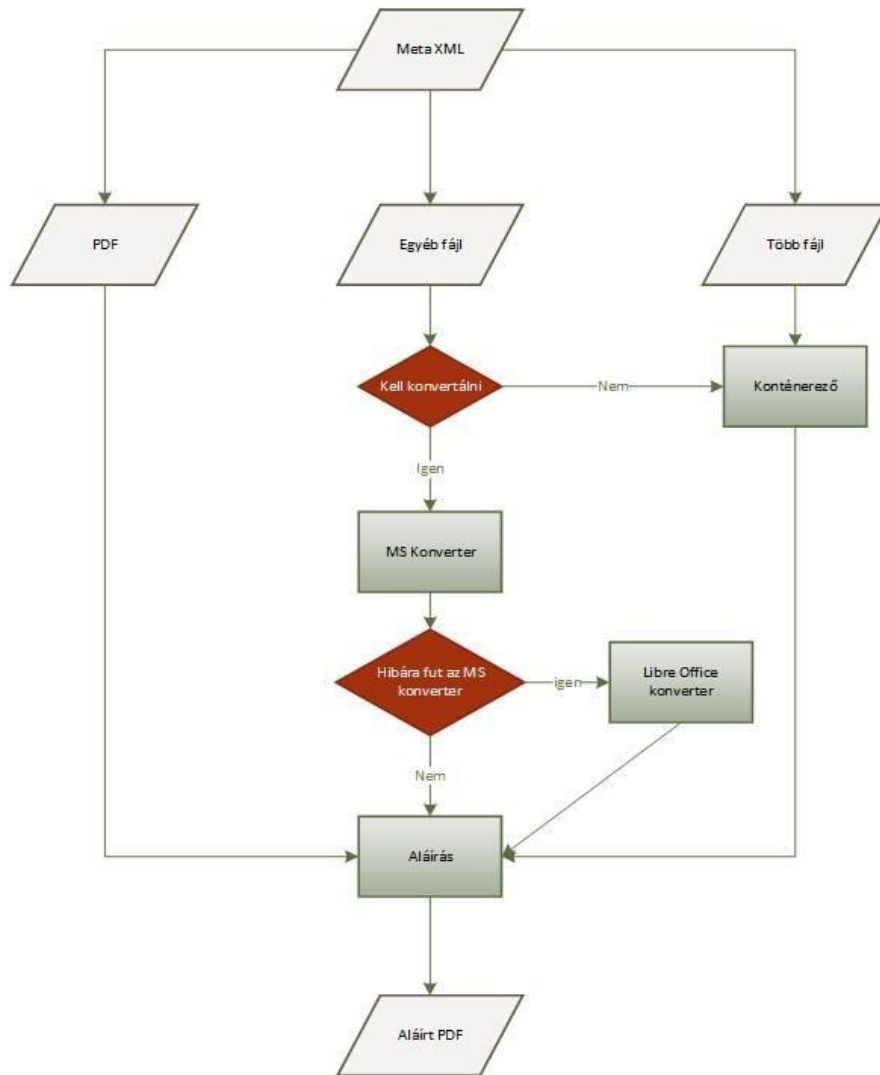 Meta XML
PDF
Egyéb fájl
Több fájl
Kell konvertálni
Nem
Konténerező
Igen
MS Konverter
Hibára fut az MS
konverter
igen
Libre Office
konverter
Nem
Aláírás
Aláírt PDF